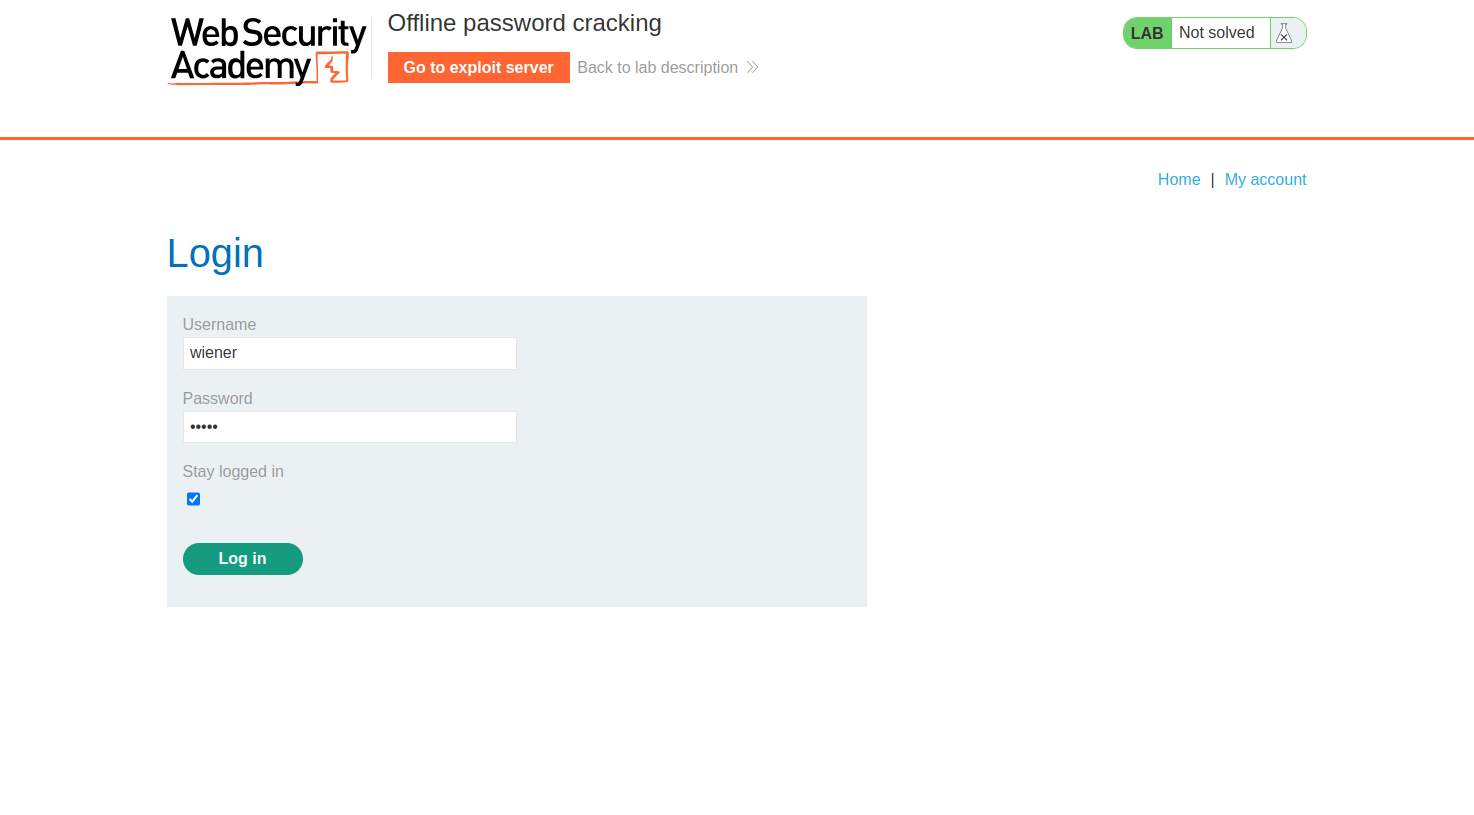 Web Security
Academy
Offline password cracking
Go to exploit server
Back to lab description
LAB
Not solved
Home | My account
Login
Username
wiener
Password
•••••
Stay logged in
Log in